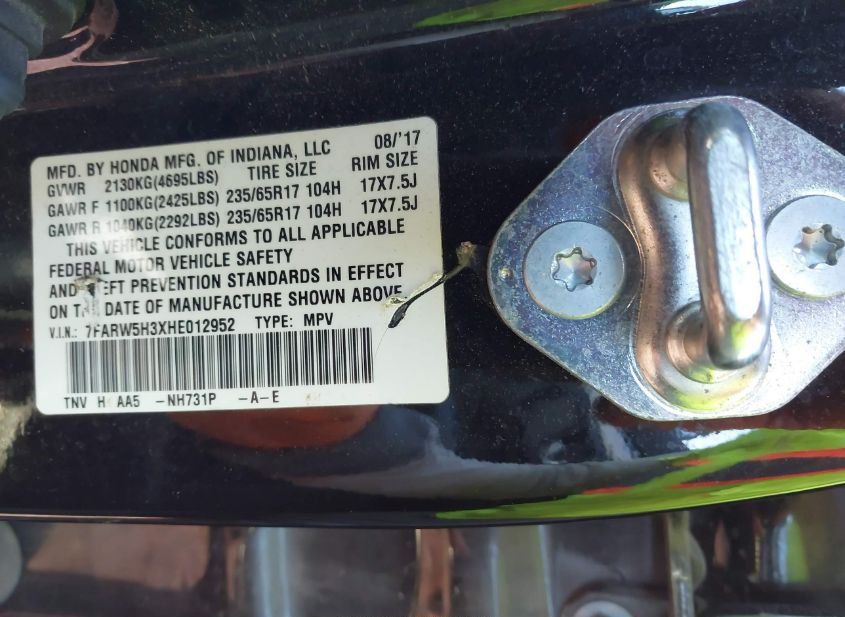 MFD. BY HONDA MFG. OF INDIANA, LLC 08/'17
GVWR 2130KG(4695LBS) TIRE SIZE RIM SIZE
GAWR F 1100KG(2425LBS) 235/65R17 104H 17X7.5J
GAWR R 1040KG(2292LBS) 235/65R17 104H 17X7.5J
THIS VEHICLE CONFORMS TO ALL APPLICABLE
FEDERAL MOTOR VEHICLE SAFETY
AND THEFT PREVENTION STANDARDS IN EFFECT
ON THE DATE OF MANUFACTURE SHOWN ABOVE
V.I.N.: 7FARW5H3XHE012952 TYPE: MPV
TNV H AA5 -NH731P -A-E